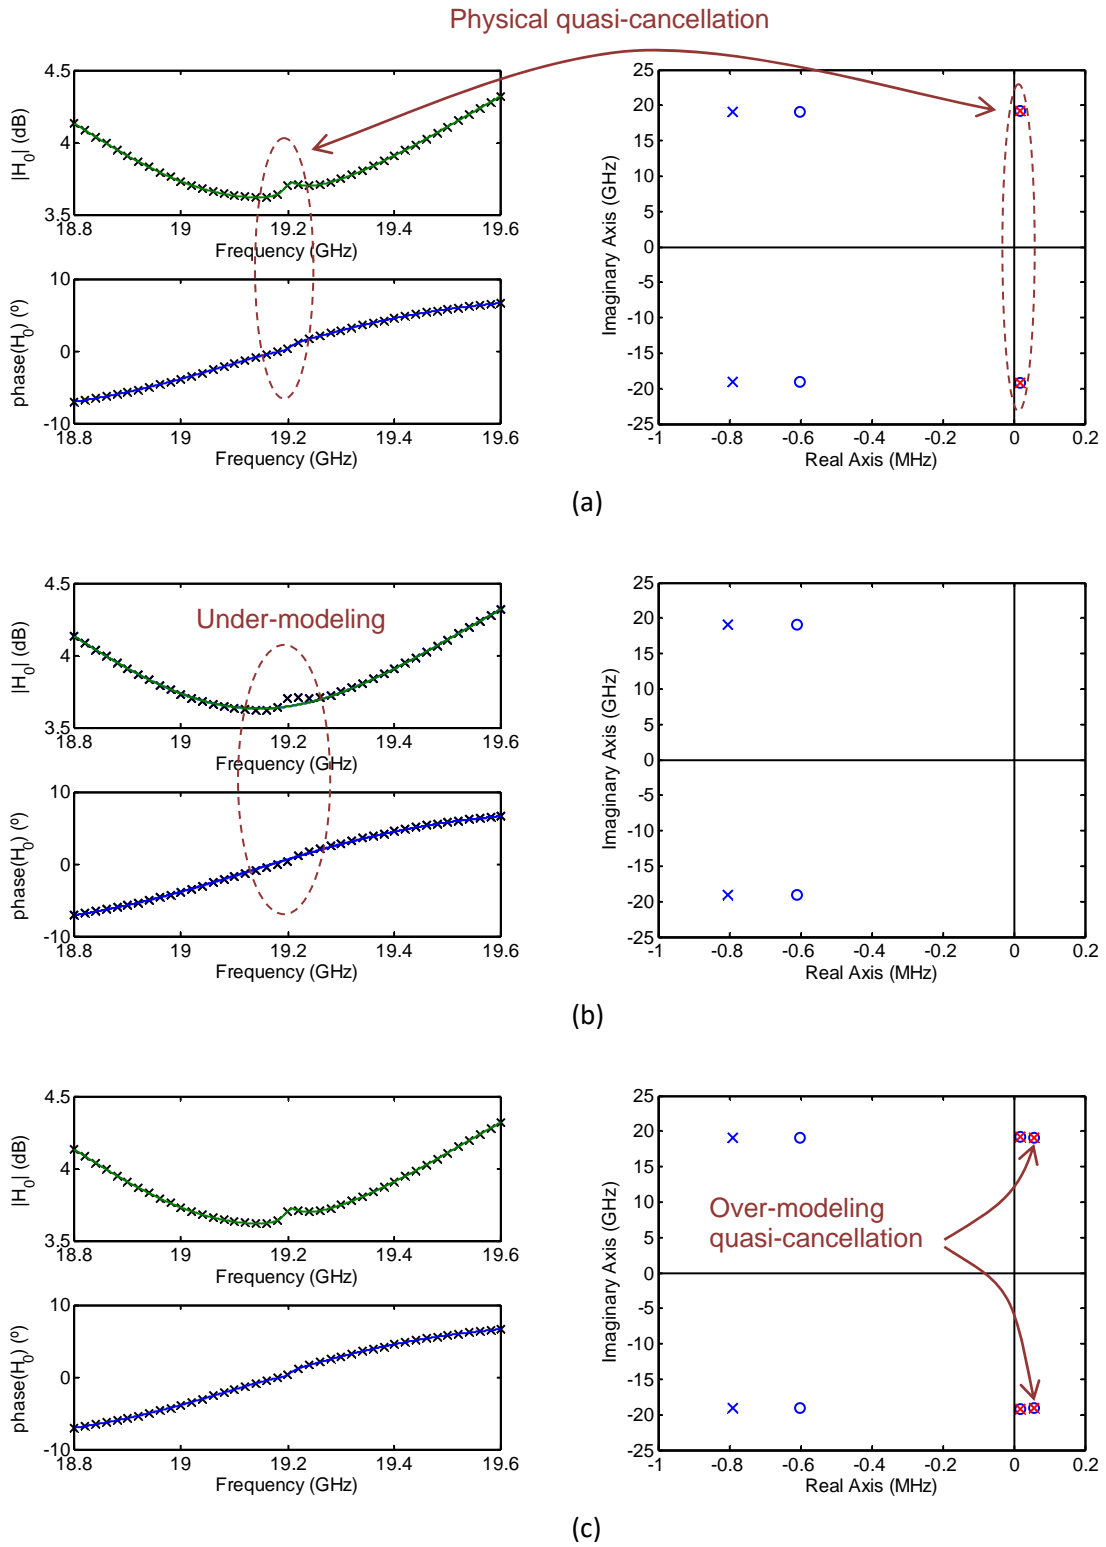 Physical quasi-cancellation
4.5
4
3.5
|H0| (dB)
18.8 19 19.2 19.4 19.6
Frequency (GHz)
10
0
-10
phase(H0) (º)
18.8 19 19.2 19.4 19.6
Frequency (GHz)
25
20
15
10
5
0
-5
-10
-15
-20
-25
Imaginary Axis (GHz)
-1 -0.8 -0.6 -0.4 -0.2 0 0.2
Real Axis (MHz)
(a)
4.5
4
3.5
|H0| (dB)
Under-modeling
18.8 19 19.2 19.4 19.6
Frequency (GHz)
10
0
-10
phase(H0) (º)
18.8 19 19.2 19.4 19.6
Frequency (GHz)
25
20
15
10
5
0
-5
-10
-15
-20
-25
Imaginary Axis (GHz)
-1 -0.8 -0.6 -0.4 -0.2 0 0.2
Real Axis (MHz)
(b)
4.5
4
3.5
|H0| (dB)
18.8 19 19.2 19.4 19.6
Frequency (GHz)
10
0
-10
phase(H0) (º)
18.8 19 19.2 19.4 19.6
Frequency (GHz)
25
20
15
10
5
0
-5
-10
-15
-20
-25
Imaginary Axis (GHz)
Over-modeling
quasi-cancellation
-1 -0.8 -0.6 -0.4 -0.2 0 0.2
Real Axis (MHz)
(c)